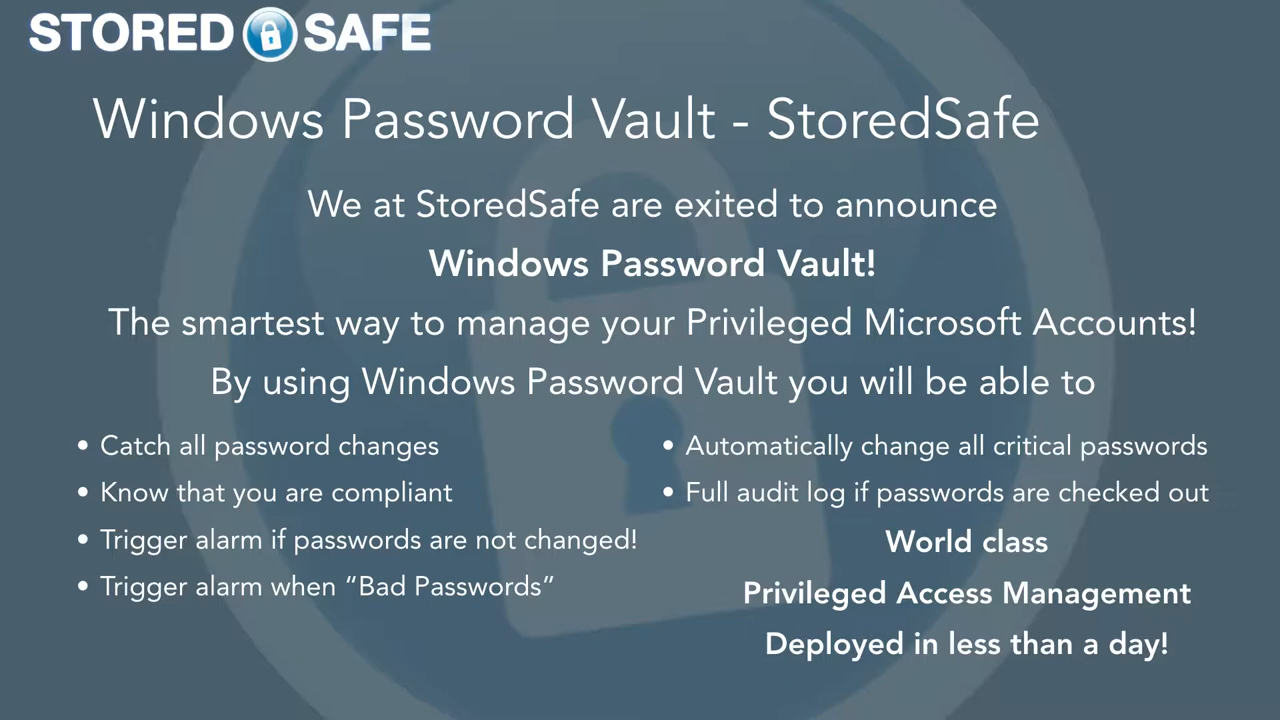 STORED SAFE
Windows Password Vault - StoredSafe
We at StoredSafe are exited to announce
Windows Password Vault!
The smartest way to manage your Privileged Microsoft Accounts!
By using Windows Password Vault you will be able to
• Catch all password changes
• Know that you are compliant
• Trigger alarm if passwords are not changed!
• Trigger alarm when “Bad Passwords”
• Automatically change all critical passwords
• Full audit log if passwords are checked out
World class
Privileged Access Management
Deployed in less than a day!